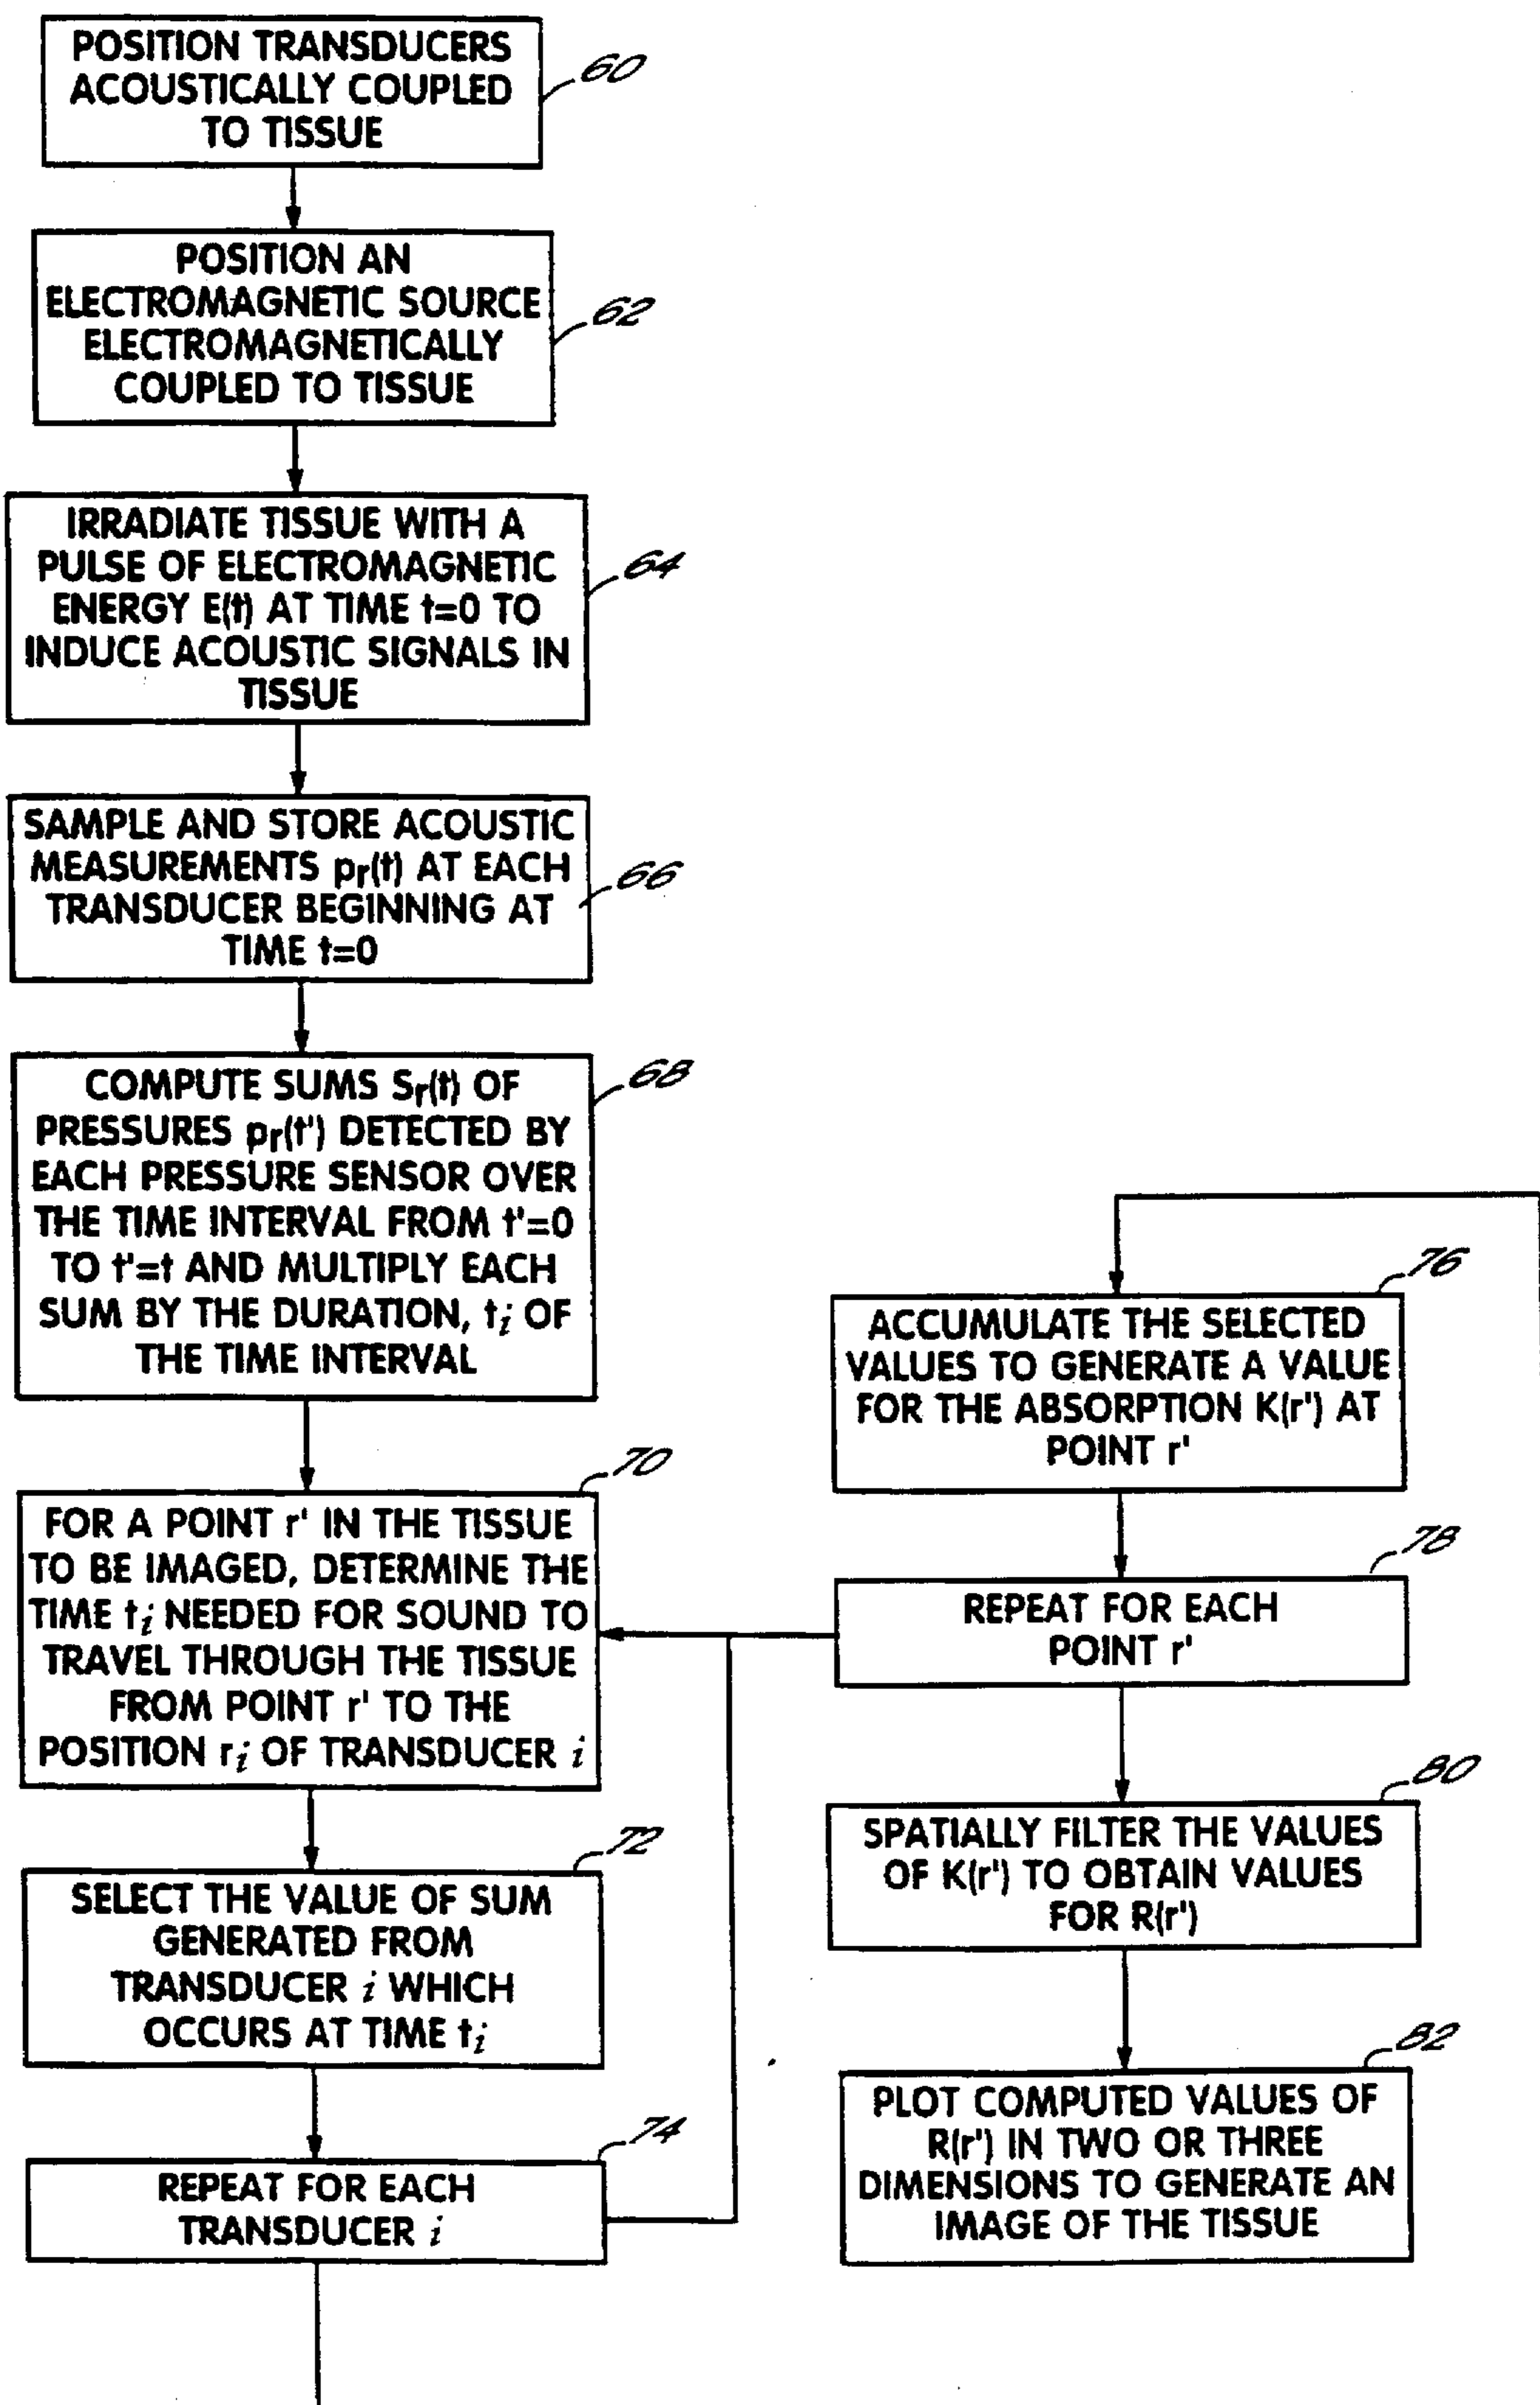 POSITION TRANSDUCERS
ACOUSTICALLY COUPLED
TO TISSUE
60
POSITION AN
ELECTROMAGNETIC SOURCE
ELECTROMAGNETICALLY
COUPLED TO TISSUE
62
IRRADIATE TISSUE WITH A
PULSE OF ELECTROMAGNETIC
ENERGY E(t) AT TIME t=0 TO
INDUCE ACOUSTIC SIGNALS IN
TISSUE
64
SAMPLE AND STORE ACOUSTIC
MEASUREMENTS pr(t) AT EACH
TRANSDUCER BEGINNING AT
TIME t=0
66
COMPUTE SUMS Sr(t) OF
PRESSURES pr(t') DETECTED BY
EACH PRESSURE SENSOR OVER
THE TIME INTERVAL FROM t'=0
TO t'=t AND MULTIPLY EACH
SUM BY THE DURATION, ti OF
THE TIME INTERVAL
68
FOR A POINT r' IN THE TISSUE
TO BE IMAGED, DETERMINE THE
TIME ti NEEDED FOR SOUND TO
TRAVEL THROUGH THE TISSUE
FROM POINT r' TO THE
POSITION ri OF TRANSDUCER i
70
SELECT THE VALUE OF SUM
GENERATED FROM
TRANSDUCER i WHICH
OCCURS AT TIME ti
72
REPEAT FOR EACH
TRANSDUCER i
74
ACCUMULATE THE SELECTED
VALUES TO GENERATE A VALUE
FOR THE ABSORPTION K(r') AT
POINT r'
76
REPEAT FOR EACH
POINT r'
78
SPATIALLY FILTER THE VALUES
OF K(r') TO OBTAIN VALUES
FOR R(r')
80
PLOT COMPUTED VALUES OF
R(r') IN TWO OR THREE
DIMENSIONS TO GENERATE AN
IMAGE OF THE TISSUE
82